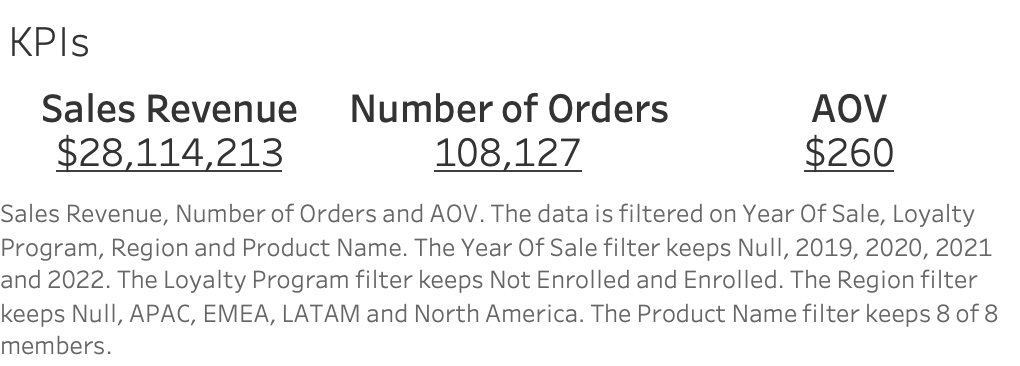 KPIs
Sales Revenue Number of Orders AOV
$28,114,213 108,127 $260
Sales Revenue, Number of Orders and AOV. The data is filtered on Year Of Sale, Loyalty
Program, Region and Product Name. The Year Of Sale filter keeps Null, 2019, 2020, 2021
and 2022. The Loyalty Program filter keeps Not Enrolled and Enrolled. The Region filter
keeps Null, APAC, EMEA, LATAM and North America. The Product Name filter keeps 8 of 8
members.